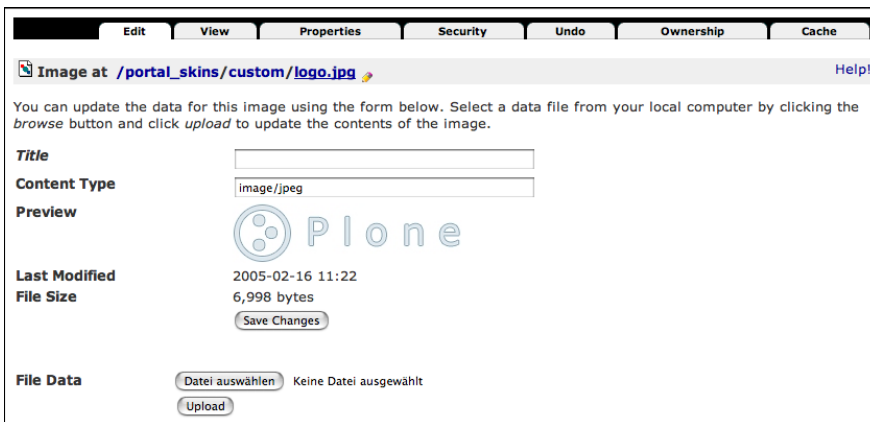 Edit View Properties Security Undo Ownership Cache
Image at /portal_skins/custom/logo.jpg Help!
You can update the data for this image using the form below. Select a data file from your local computer by clicking the
browse button and click upload to update the contents of the image.
Title
Content Type image/jpeg
Preview Plone
Last Modified 2005-02-16 11:22
File Size 6,998 bytes
Save Changes
File Data Datei auswählen Keine Datei ausgewählt
Upload